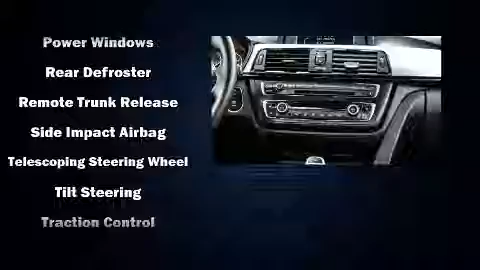 Power Windows
Rear Defroster
Remote Trunk Release
Side Impact Airbag
Telescoping Steering Wheel
Tilt Steering
Traction Control